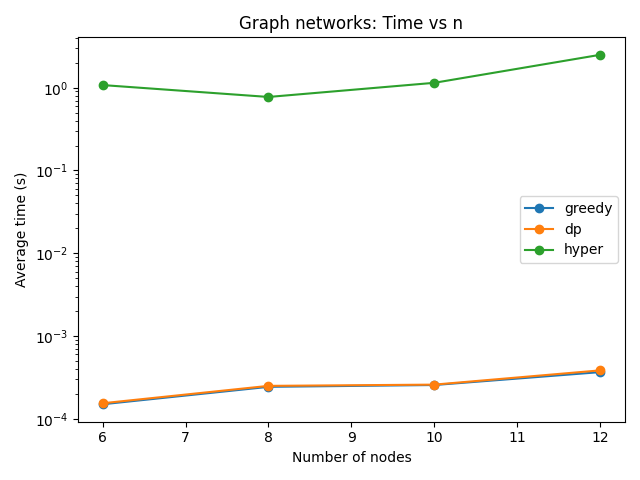 Graph networks: Time vs n
Average time (s)
10⁰
10⁻¹
10⁻²
10⁻³
10⁻⁴
greedy
dp
hyper
6 7 8 9 10 11 12
Number of nodes